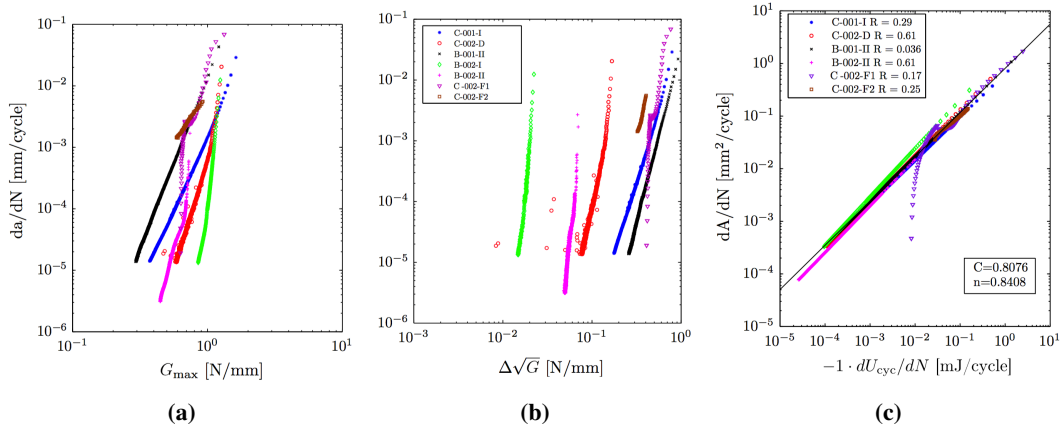 10^-1
10^-2
10^-3
10^-4
10^-5
10^-6
da/dN [mm/cycle]
10^-1
10^0
10^1
G_max [N/mm]
(a)
10^-1
10^-2
10^-3
10^-4
10^-5
10^-6
C-001-I
C-002-D
B-001-II
B-002-I
B-002-II
C -002-F1
C-002-F2
10^-3
10^-2
10^-1
10^0
Δ√G [N/mm]
(b)
10^1
10^0
10^-1
10^-2
10^-3
10^-4
10^-5
dA/dN [mm^2/cycle]
C-001-I R = 0.29
C-002-D R = 0.61
B-001-II R = 0.036
B-002-II R = 0.61
C -002-F1 R = 0.17
C-002-F2 R = 0.25
C=0.8076
n=0.8408
10^-5
10^-4
10^-3
10^-2
10^-1
10^0
10^1
−1 · dU_cyc/dN [mJ/cycle]
(c)